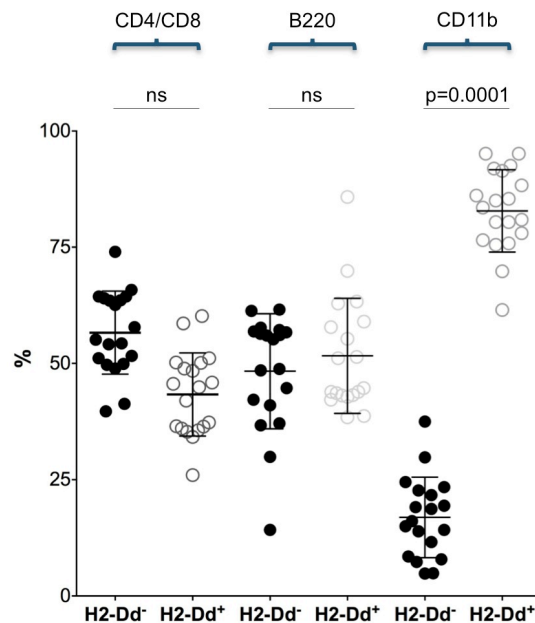 CD4/CD8 B220 CD11b
ns ns p=0.0001
100
75
50
25
0
%
H2-Dd⁻ H2-Dd⁺ H2-Dd⁻ H2-Dd⁺ H2-Dd⁻ H2-Dd⁺